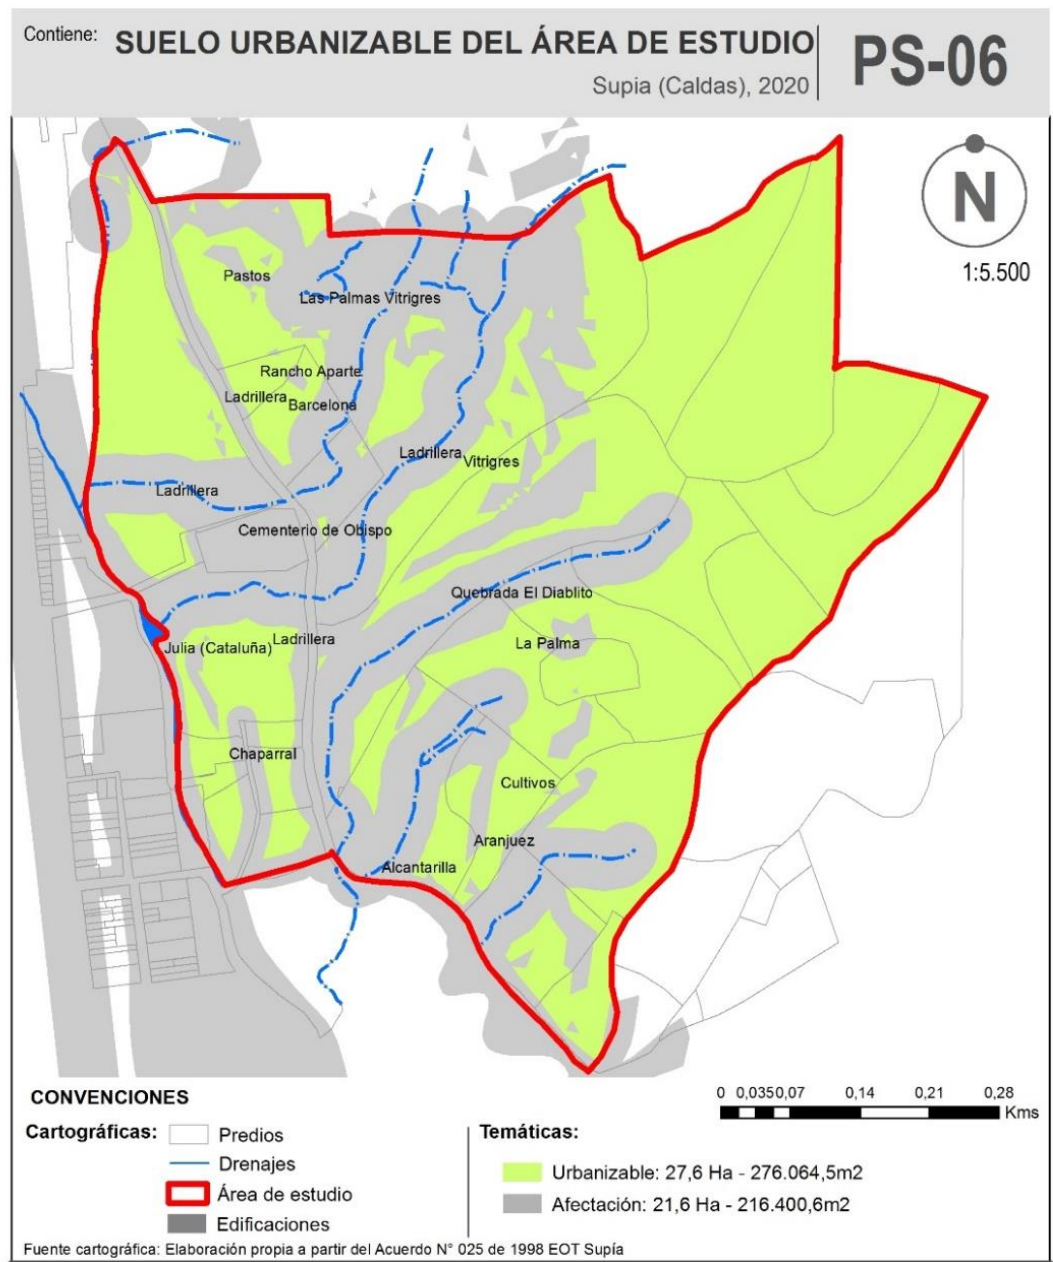 Contiene: SUELO URBANIZABLE DEL ÁREA DE ESTUDIO
Supia (Caldas), 2020
PS-06
N
1:5.500
Pastos
Las Palmas Vitrigres
Rancho Aparte
Ladrillera
Barcelona
Ladrillera
Vitrigres
Ladrillera
Cementerio de Obispo
Quebrada El Diablito
Ladrillera
Julia (Cataluña)
La Palma
Chaparral
Cultivos
Aranjuez
Alcantarilla
CONVENCIONES
Cartográficas:
Predios
Drenajes
Área de estudio
Edificaciones
Temáticas:
Urbanizable: 27,6 Ha - 276.064,5m2
Afectación: 21,6 Ha - 216.400,6m2
0 0,0350,07 0,14 0,21 0,28
Kms
Fuente cartográfica: Elaboración propia a partir del Acuerdo N° 025 de 1998 EOT Supía